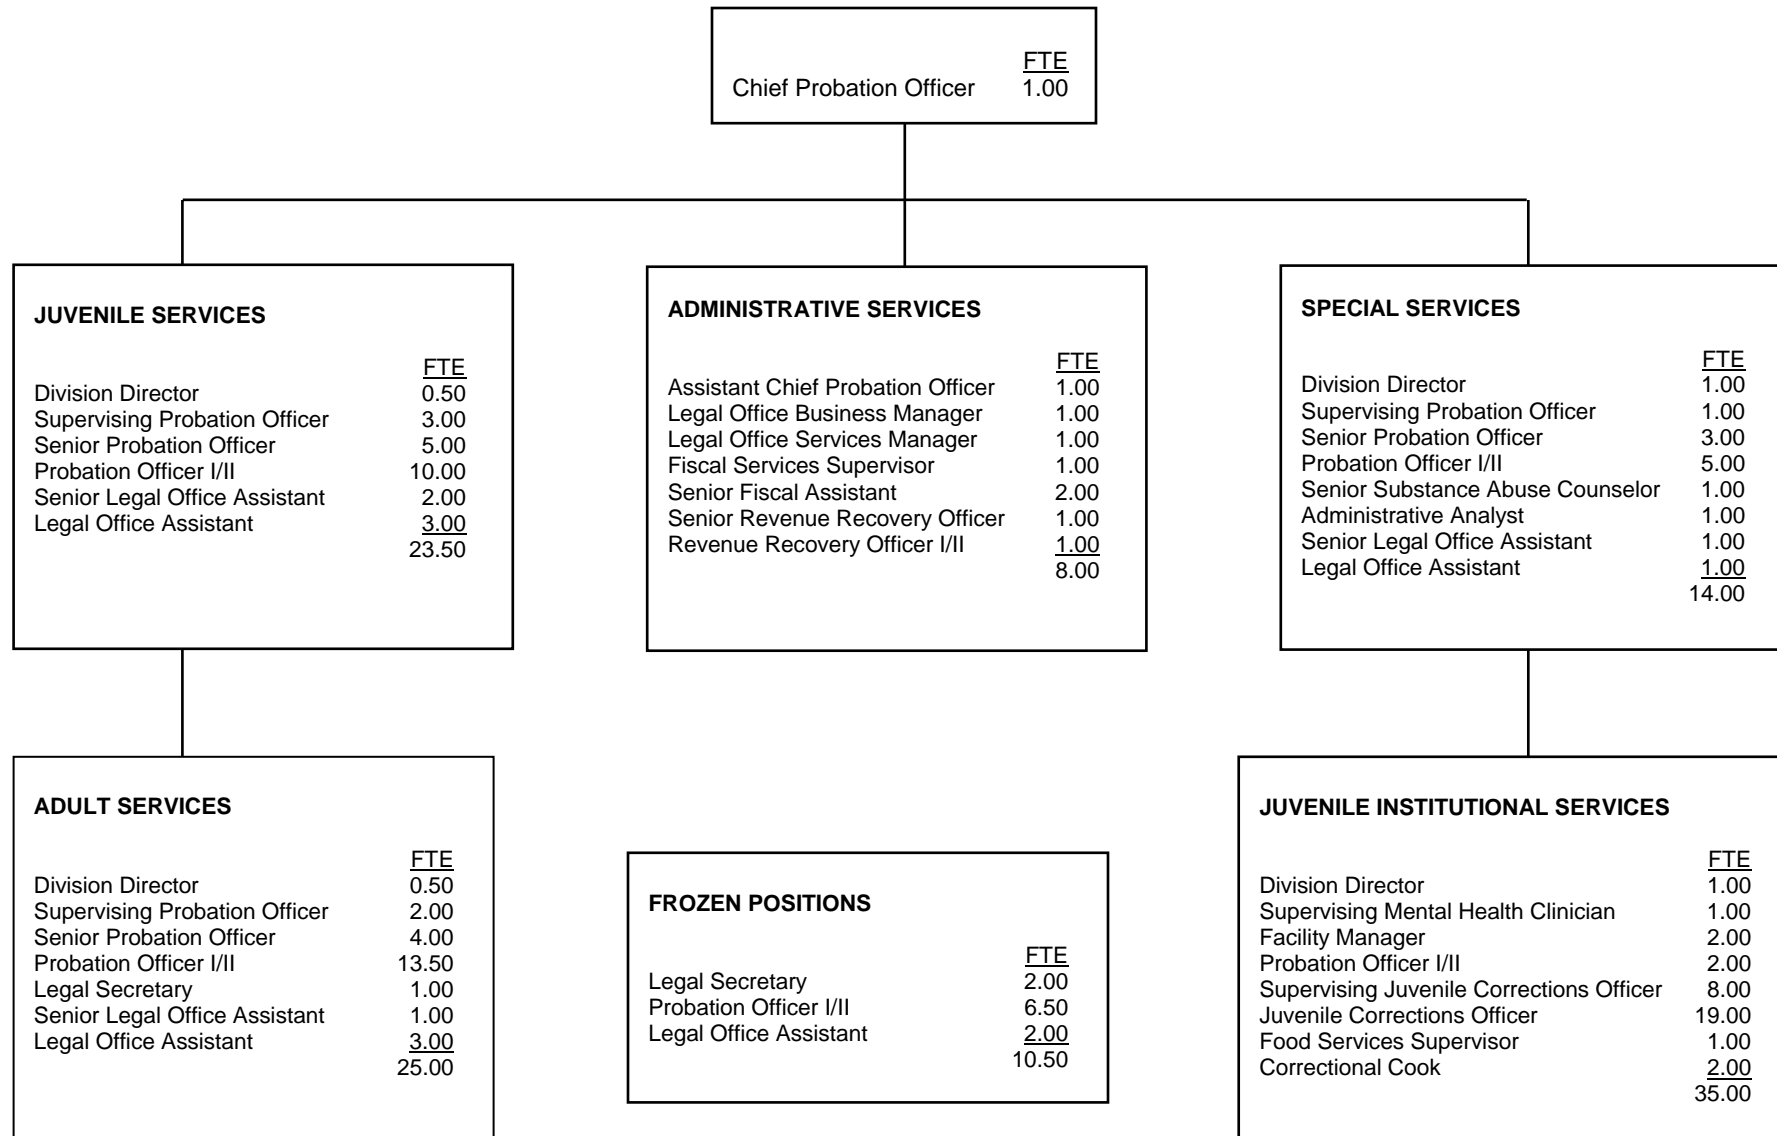 FTE
Chief Probation Officer 1.00
JUVENILE SERVICES
FTE
Division Director 0.50
Supervising Probation Officer 3.00
Senior Probation Officer 5.00
Probation Officer I/II 10.00
Senior Legal Office Assistant 2.00
Legal Office Assistant 3.00
23.50
ADMINISTRATIVE SERVICES
FTE
Assistant Chief Probation Officer 1.00
Legal Office Business Manager 1.00
Legal Office Services Manager 1.00
Fiscal Services Supervisor 1.00
Senior Fiscal Assistant 2.00
Senior Revenue Recovery Officer 1.00
Revenue Recovery Officer I/II 1.00
8.00
SPECIAL SERVICES
FTE
Division Director 1.00
Supervising Probation Officer 1.00
Senior Probation Officer 3.00
Probation Officer I/II 5.00
Senior Substance Abuse Counselor 1.00
Administrative Analyst 1.00
Senior Legal Office Assistant 1.00
Legal Office Assistant 1.00
14.00
ADULT SERVICES
FTE
Division Director 0.50
Supervising Probation Officer 2.00
Senior Probation Officer 4.00
Probation Officer I/II 13.50
Legal Secretary 1.00
Senior Legal Office Assistant 1.00
Legal Office Assistant 3.00
25.00
FROZEN POSITIONS
FTE
Legal Secretary 2.00
Probation Officer I/II 6.50
Legal Office Assistant 2.00
10.50
JUVENILE INSTITUTIONAL SERVICES
FTE
Division Director 1.00
Supervising Mental Health Clinician 1.00
Facility Manager 2.00
Probation Officer I/II 2.00
Supervising Juvenile Corrections Officer 8.00
Juvenile Corrections Officer 19.00
Food Services Supervisor 1.00
Correctional Cook 2.00
35.00